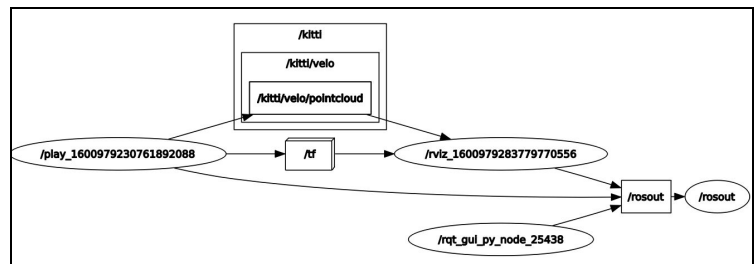 /kitti
/kitti/velo
/kitti/velo/pointcloud
/play_1600979230761892088
/tf
/rviz_1600979283779770556
/rosout
/rosout
/rqt_gui_py_node_25438